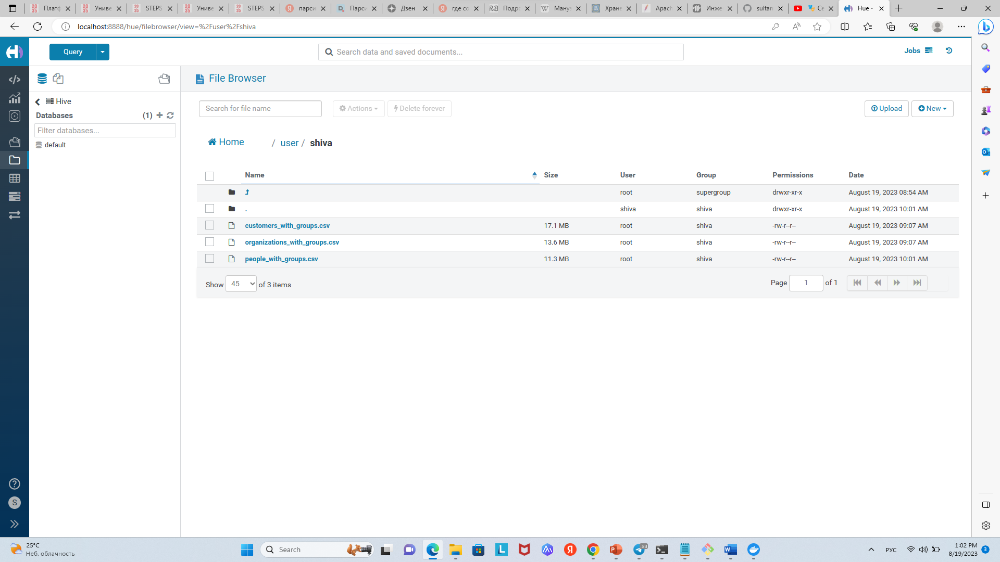 Платф
Униве
STEPS
Униве
STEPS
парси
Парси
Дзен
где со
Подро
Мануа
Хране
Apach
Инже
sultan
Се
Hue -
localhost:8888/hue/filebrowser/view=%2Fuser%2Fshiva
Query
Search data and saved documents...
Jobs
File Browser
Hive
Databases (1)
Filter databases...
default
Search for file name
Actions
Delete forever
Upload
New
Home / user / shiva
Name Size User Group Permissions Date
root supergroup drwxr-xr-x August 19, 2023 08:54 AM
. shiva shiva drwxr-xr-x August 19, 2023 10:01 AM
customers_with_groups.csv 17.1 MB root shiva -rw-r--r-- August 19, 2023 09:07 AM
organizations_with_groups.csv 13.6 MB root shiva -rw-r--r-- August 19, 2023 09:07 AM
people_with_groups.csv 11.3 MB root shiva -rw-r--r-- August 19, 2023 10:01 AM
Show 45 of 3 items
Page 1 of 1
S
25°C
Неб. облачность
Search
83
РУС
1:02 PM
8/19/2023
3